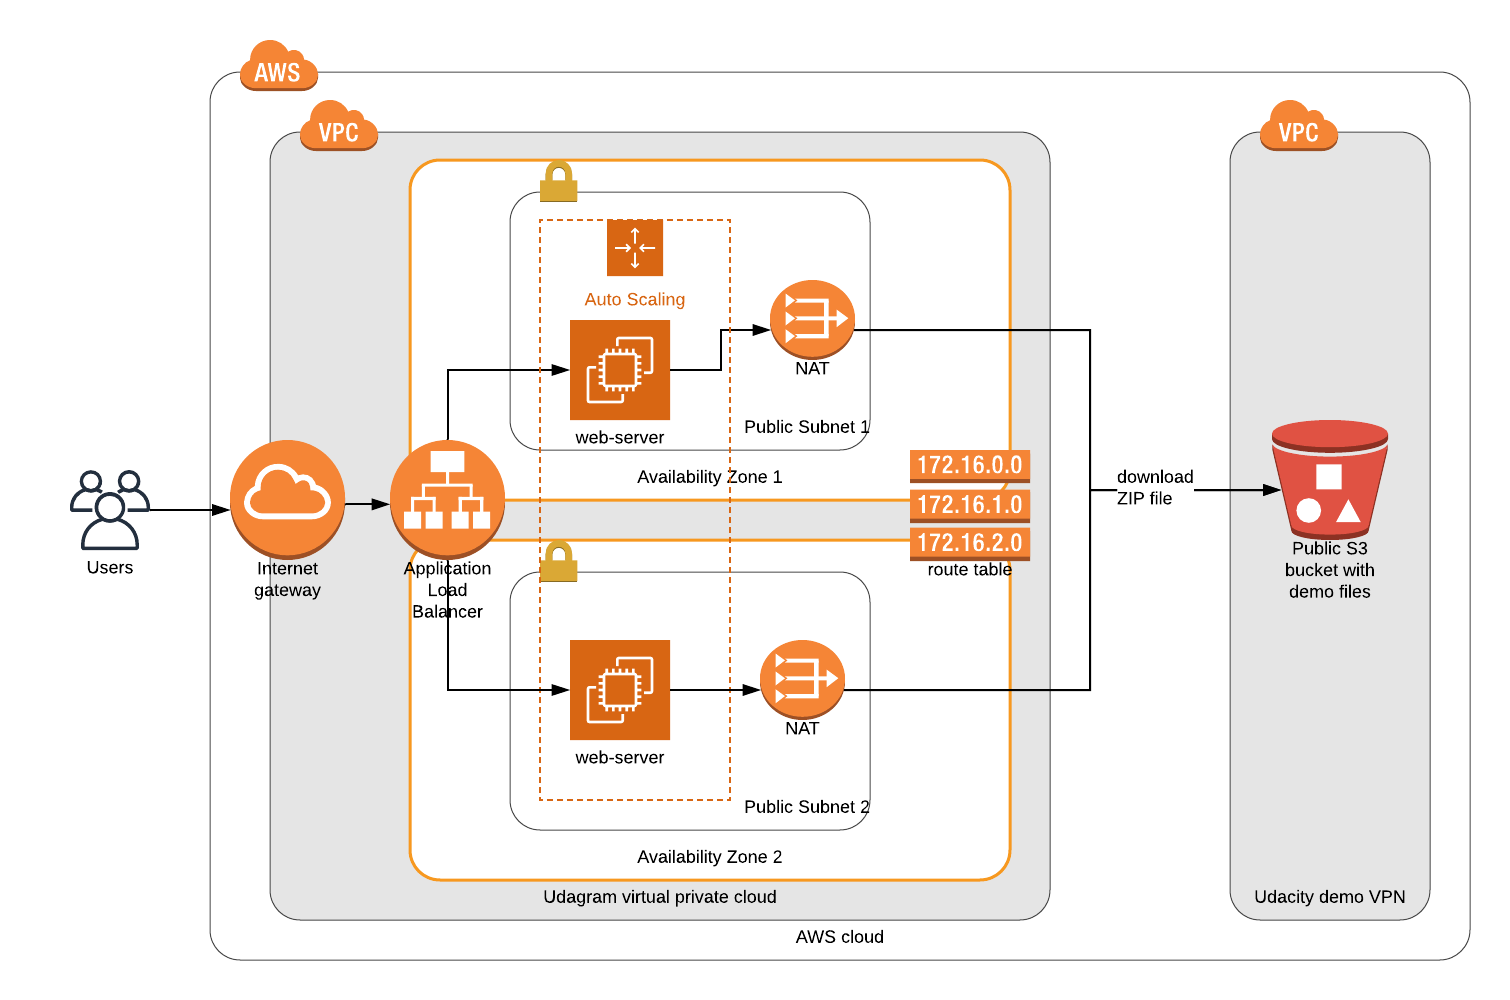 AWS
VPC
VPC
Auto Scaling
web-server
NAT
Public Subnet 1
Availability Zone 1
172.16.0.0
172.16.1.0
172.16.2.0
route table
download
ZIP file
Users
Internet
gateway
Application
Load
Balancer
Public S3
bucket with
demo files
web-server
NAT
Public Subnet 2
Availability Zone 2
Udagram virtual private cloud
Udacity demo VPN
AWS cloud